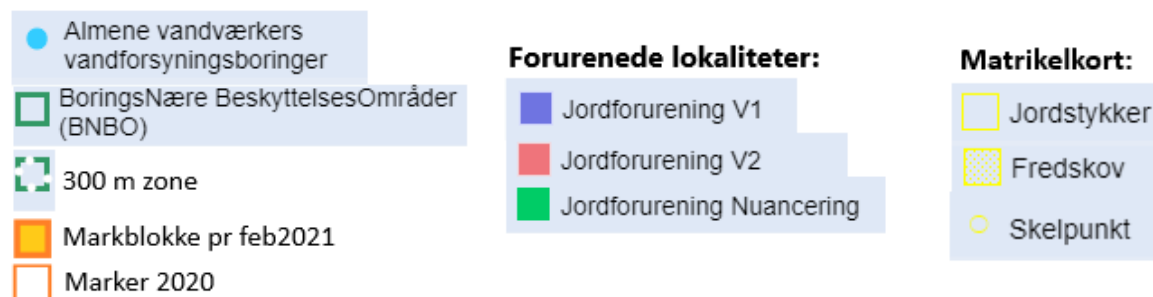 Almene vandværkers
vandforsyningsboringer
BoringsNære BeskyttelsesOmråder
(BNBO)
300 m zone
Markblokke pr feb2021
Marker 2020
Forurenede lokaliteter:
Jordforurening V1
Jordforurening V2
Jordforurening Nuancering
Matrikelkort:
Jordstykker
Fredskov
Skelpunkt